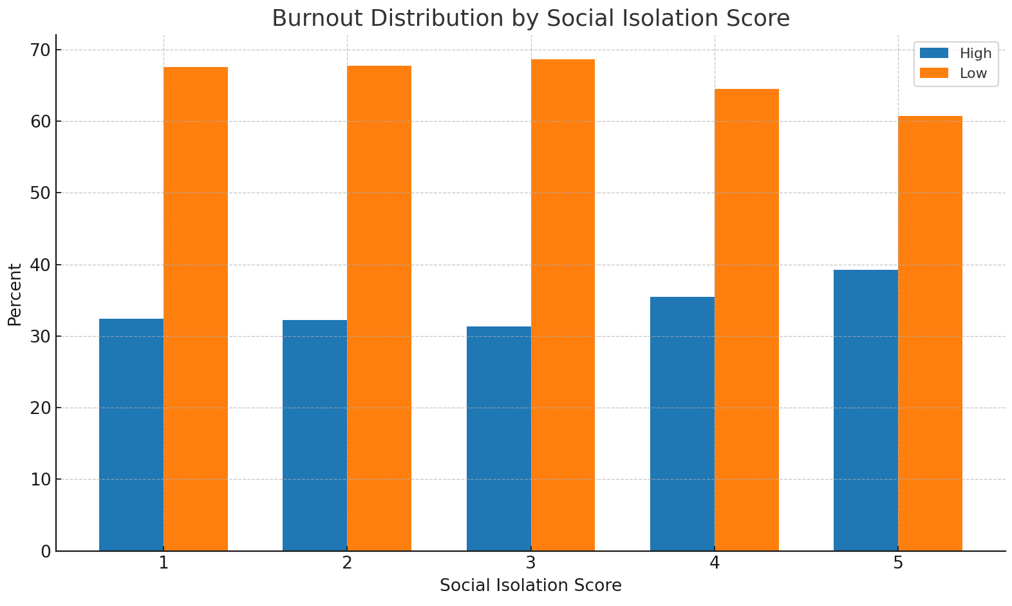 Burnout Distribution by Social Isolation Score
High
Low
70
60
50
40
30
20
10
0
Percent
1 2 3 4 5
Social Isolation Score